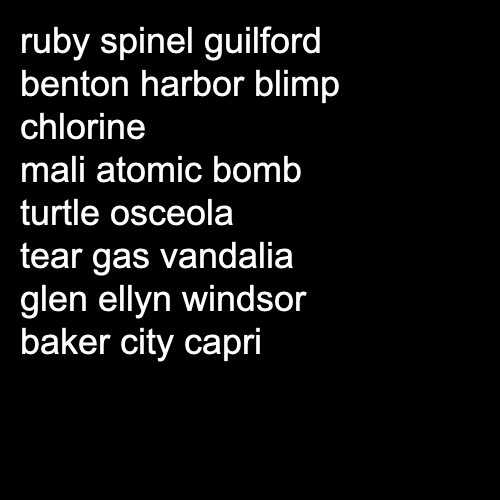 ruby spinel guilford
benton harbor blimp
chlorine
mali atomic bomb
turtle osceola
tear gas vandalia
glen ellyn windsor
baker city capri